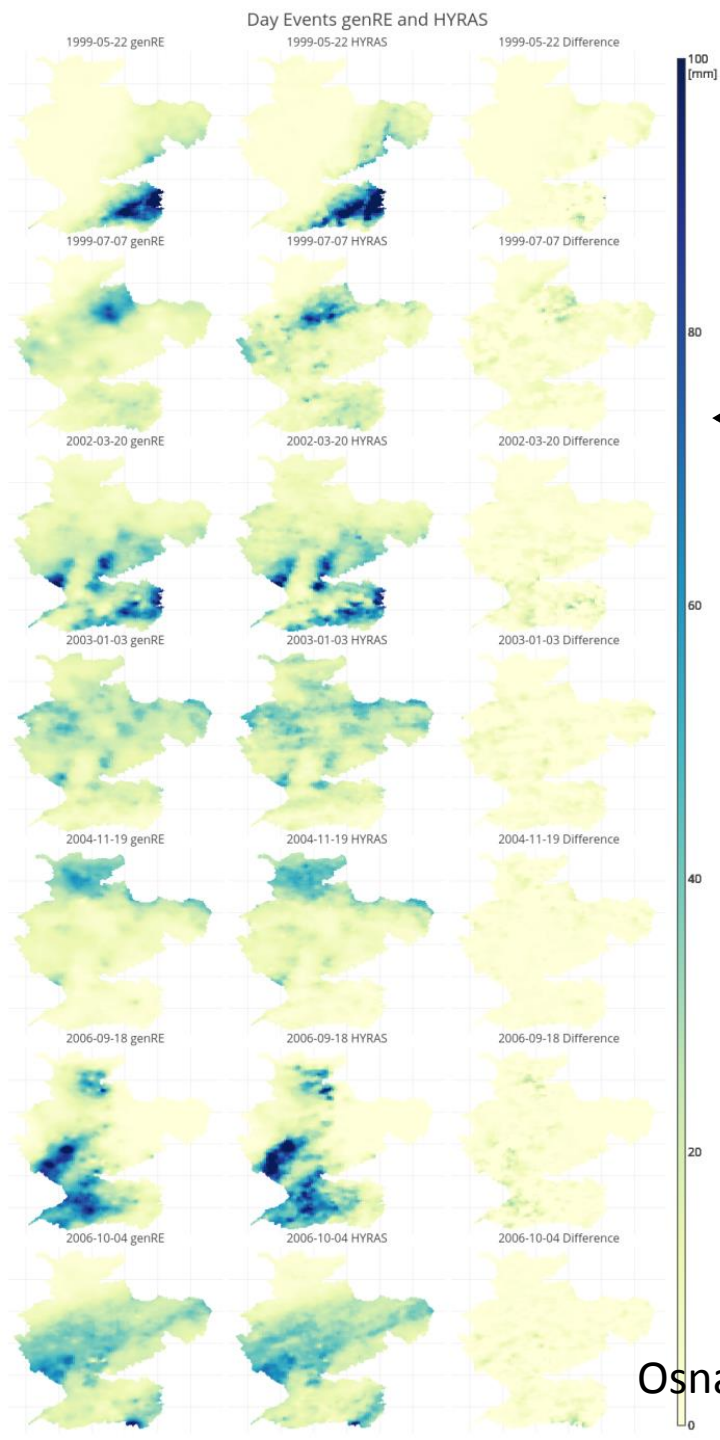 Day Events genRE and HYRAS
1999-05-22 genRE 1999-05-22 HYRAS 1999-05-22 Difference
100
[mm]
1999-07-07 genRE 1999-07-07 HYRAS 1999-07-07 Difference
80
2002-03-20 genRE 2002-03-20 HYRAS 2002-03-20 Difference
60
2003-01-03 genRE 2003-01-03 HYRAS 2003-01-03 Difference
2004-11-19 genRE 2004-11-19 HYRAS 2004-11-19 Difference
40
2006-09-18 genRE 2006-09-18 HYRAS 2006-09-18 Difference
20
2006-10-04 genRE 2006-10-04 HYRAS 2006-10-04 Difference
Osna
0